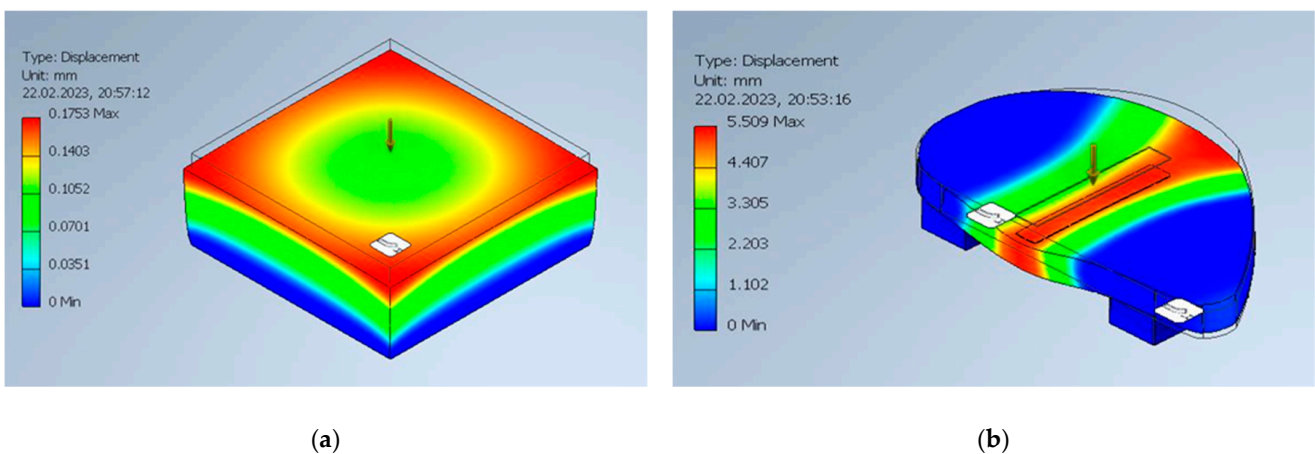 Type: Displacement
Unit: mm
22.02.2023, 20:57:12
0.1753 Max
0.1403
0.1052
0.0701
0.0351
0 Min
Type: Displacement
Unit: mm
22.02.2023, 20:53:16
5.509 Max
4.407
3.305
2.203
1.102
0 Min
(a)
(b)